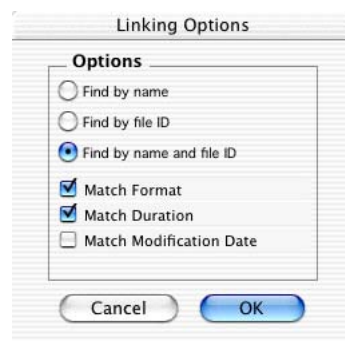 Linking Options
Options
Find by name
Find by file ID
Find by name and file ID
Match Format
Match Duration
Match Modification Date
Cancel OK